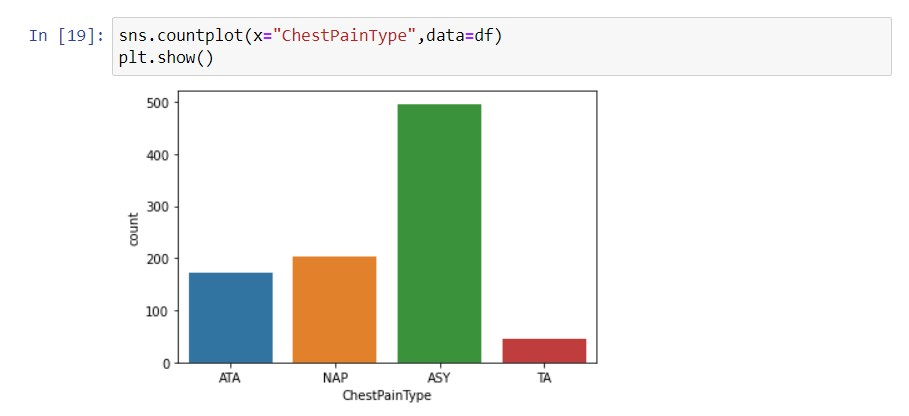 In [19]: sns.countplot(x="ChestPainType",data=df)
plt.show()
500
400
300
200
100
0
count
ATA NAP ASY TA
ChestPainType